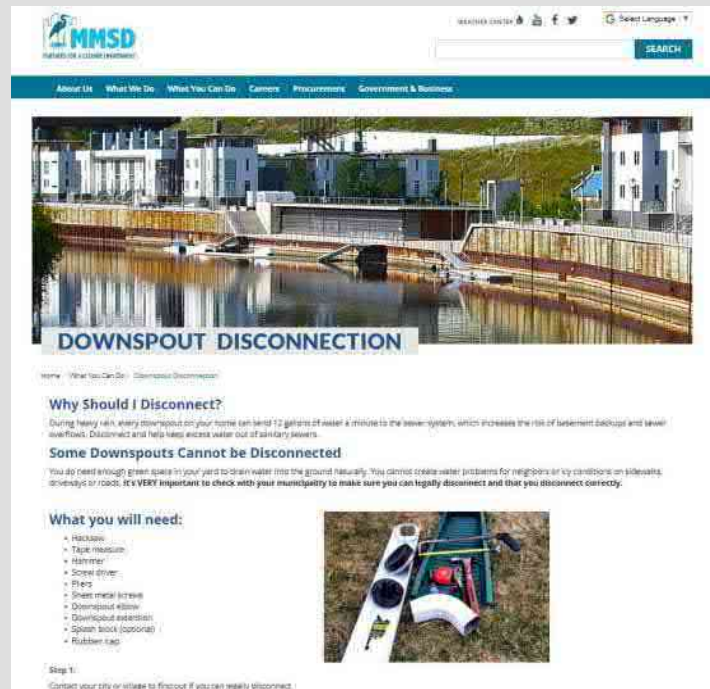 WEATHER CENTER
Select Language
MMSD
PARTNERS FOR A CLEANER ENVIRONMENT
SEARCH
About Us What We Do What You Can Do Careers Procurement Government & Business
DOWNSPOUT DISCONNECTION
Home What You Can Do Downspout Disconnection
Why Should I Disconnect?
During heavy rain, every downspout on your home can send 12 gallons of water a minute to the sewer system, which increases the risk of basement backups and sewer
overflows. Disconnect and help keep excess water out of sanitary sewers.
Some Downspouts Cannot be Disconnected
You do need enough green space in your yard to drain water into the ground naturally. You cannot create water problems for neighbors or icy conditions on sidewalks,
driveways or roads. It's VERY important to check with your municipality to make sure you can legally disconnect and that you disconnect correctly.
What you will need:
Hacksaw
Tape measure
Hammer
Screw driver
Pliers
Sheet metal screws
Downspout elbow
Downspout extension
Splash block (optional)
Rubber cap
Step 1:
Contact your city or village to find out if you can legally disconnect